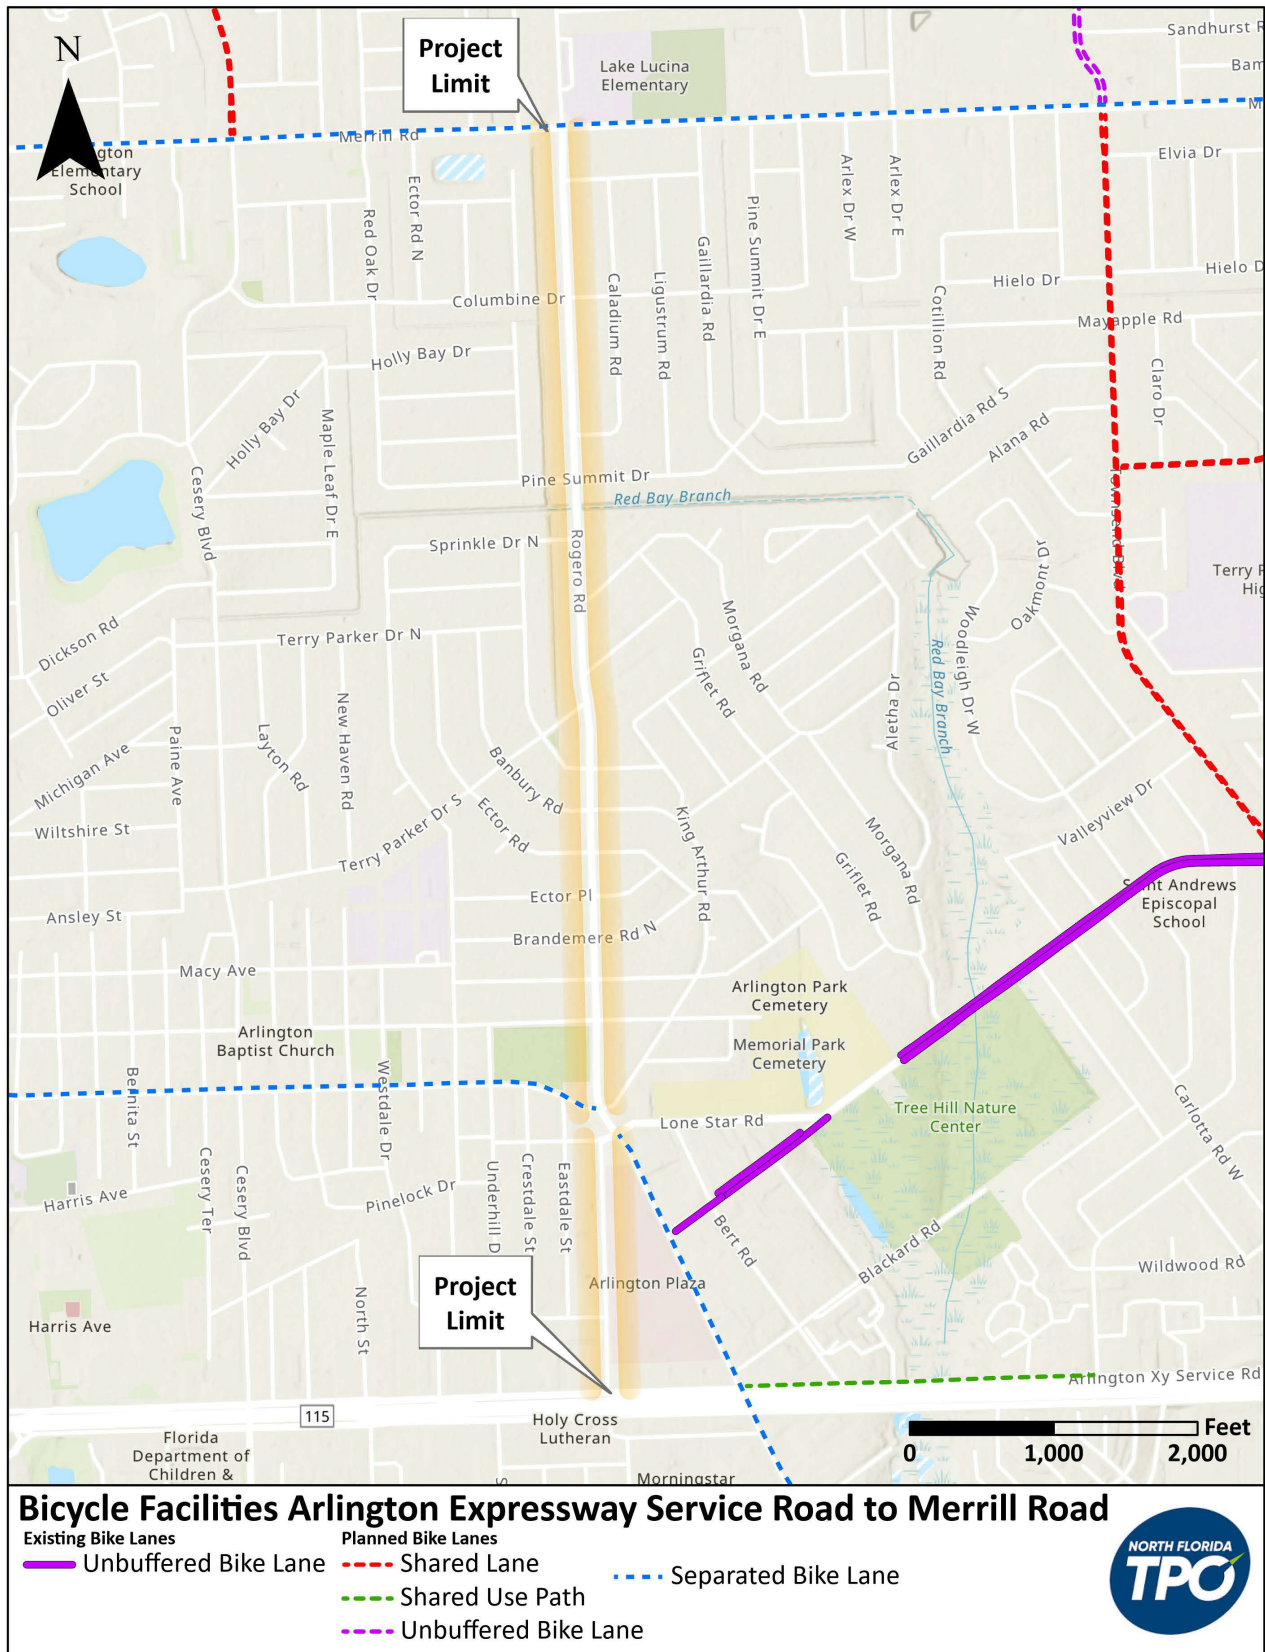 N
Project
Limit
Lake Lucina
Elementary
Sandhurst R
Bam
M
Merrill Rd
ngton
Elementary
School
Elvia Dr
Ector Rd N
Red Oak Dr
Arlex Dr W
Arlex Dr E
Pine Summit Dr E
Gaillardia Rd
Ligustrum Rd
Caladium Rd
Columbine Dr
Hielo Dr
Hielo D
Cotillion Rd
Mayapple Rd
Holly Bay Dr
Claro Dr
Holly Bay Dr
Maple Leaf Dr E
Gaillardia Rd S
Alana Rd
Cesery Blvd
Pine Summit Dr
Red Bay Branch
Townsend Blvd
Sprinkle Dr N
Rogero Rd
Oakmont Dr
Terry P
Hig
Dickson Rd
Terry Parker Dr N
Morgana Rd
Woodleigh Dr W
Red Bay Branch
Oliver St
Griflet Rd
Aletha Dr
New Haven Rd
Layton Rd
Paine Ave
Michigan Ave
Banbury Rd
Ector Rd
Valleyview Dr
Wiltshire St
Terry Parker Dr S
King Arthur Rd
Morgana Rd
Griflet Rd
Ansley St
Ector Pl
Brandemere Rd N
Saint Andrews
Episcopal
School
Macy Ave
Arlington Park
Cemetery
Arlington
Baptist Church
Memorial Park
Cemetery
Bernita St
Westdale Dr
Lone Star Rd
Tree Hill Nature
Center
Carlotta Rd W
Harris Ave
Cesery Ter
Cesery Blvd
Pinelock Dr
Underhill D
Crestdale St
Eastdale St
Bert Rd
Blackard Rd
Wildwood Rd
Project
Limit
Arlington Plaza
North St
Harris Ave
Arlington Xy Service Rd
115
Holy Cross
Lutheran
Florida
Department of
Children &
S
Morningstar
Feet
0 1,000 2,000
Bicycle Facilities Arlington Expressway Service Road to Merrill Road
Existing Bike Lanes
Unbuffered Bike Lane
Planned Bike Lanes
Shared Lane
Shared Use Path
Unbuffered Bike Lane
Separated Bike Lane
NORTH FLORIDA
TPO